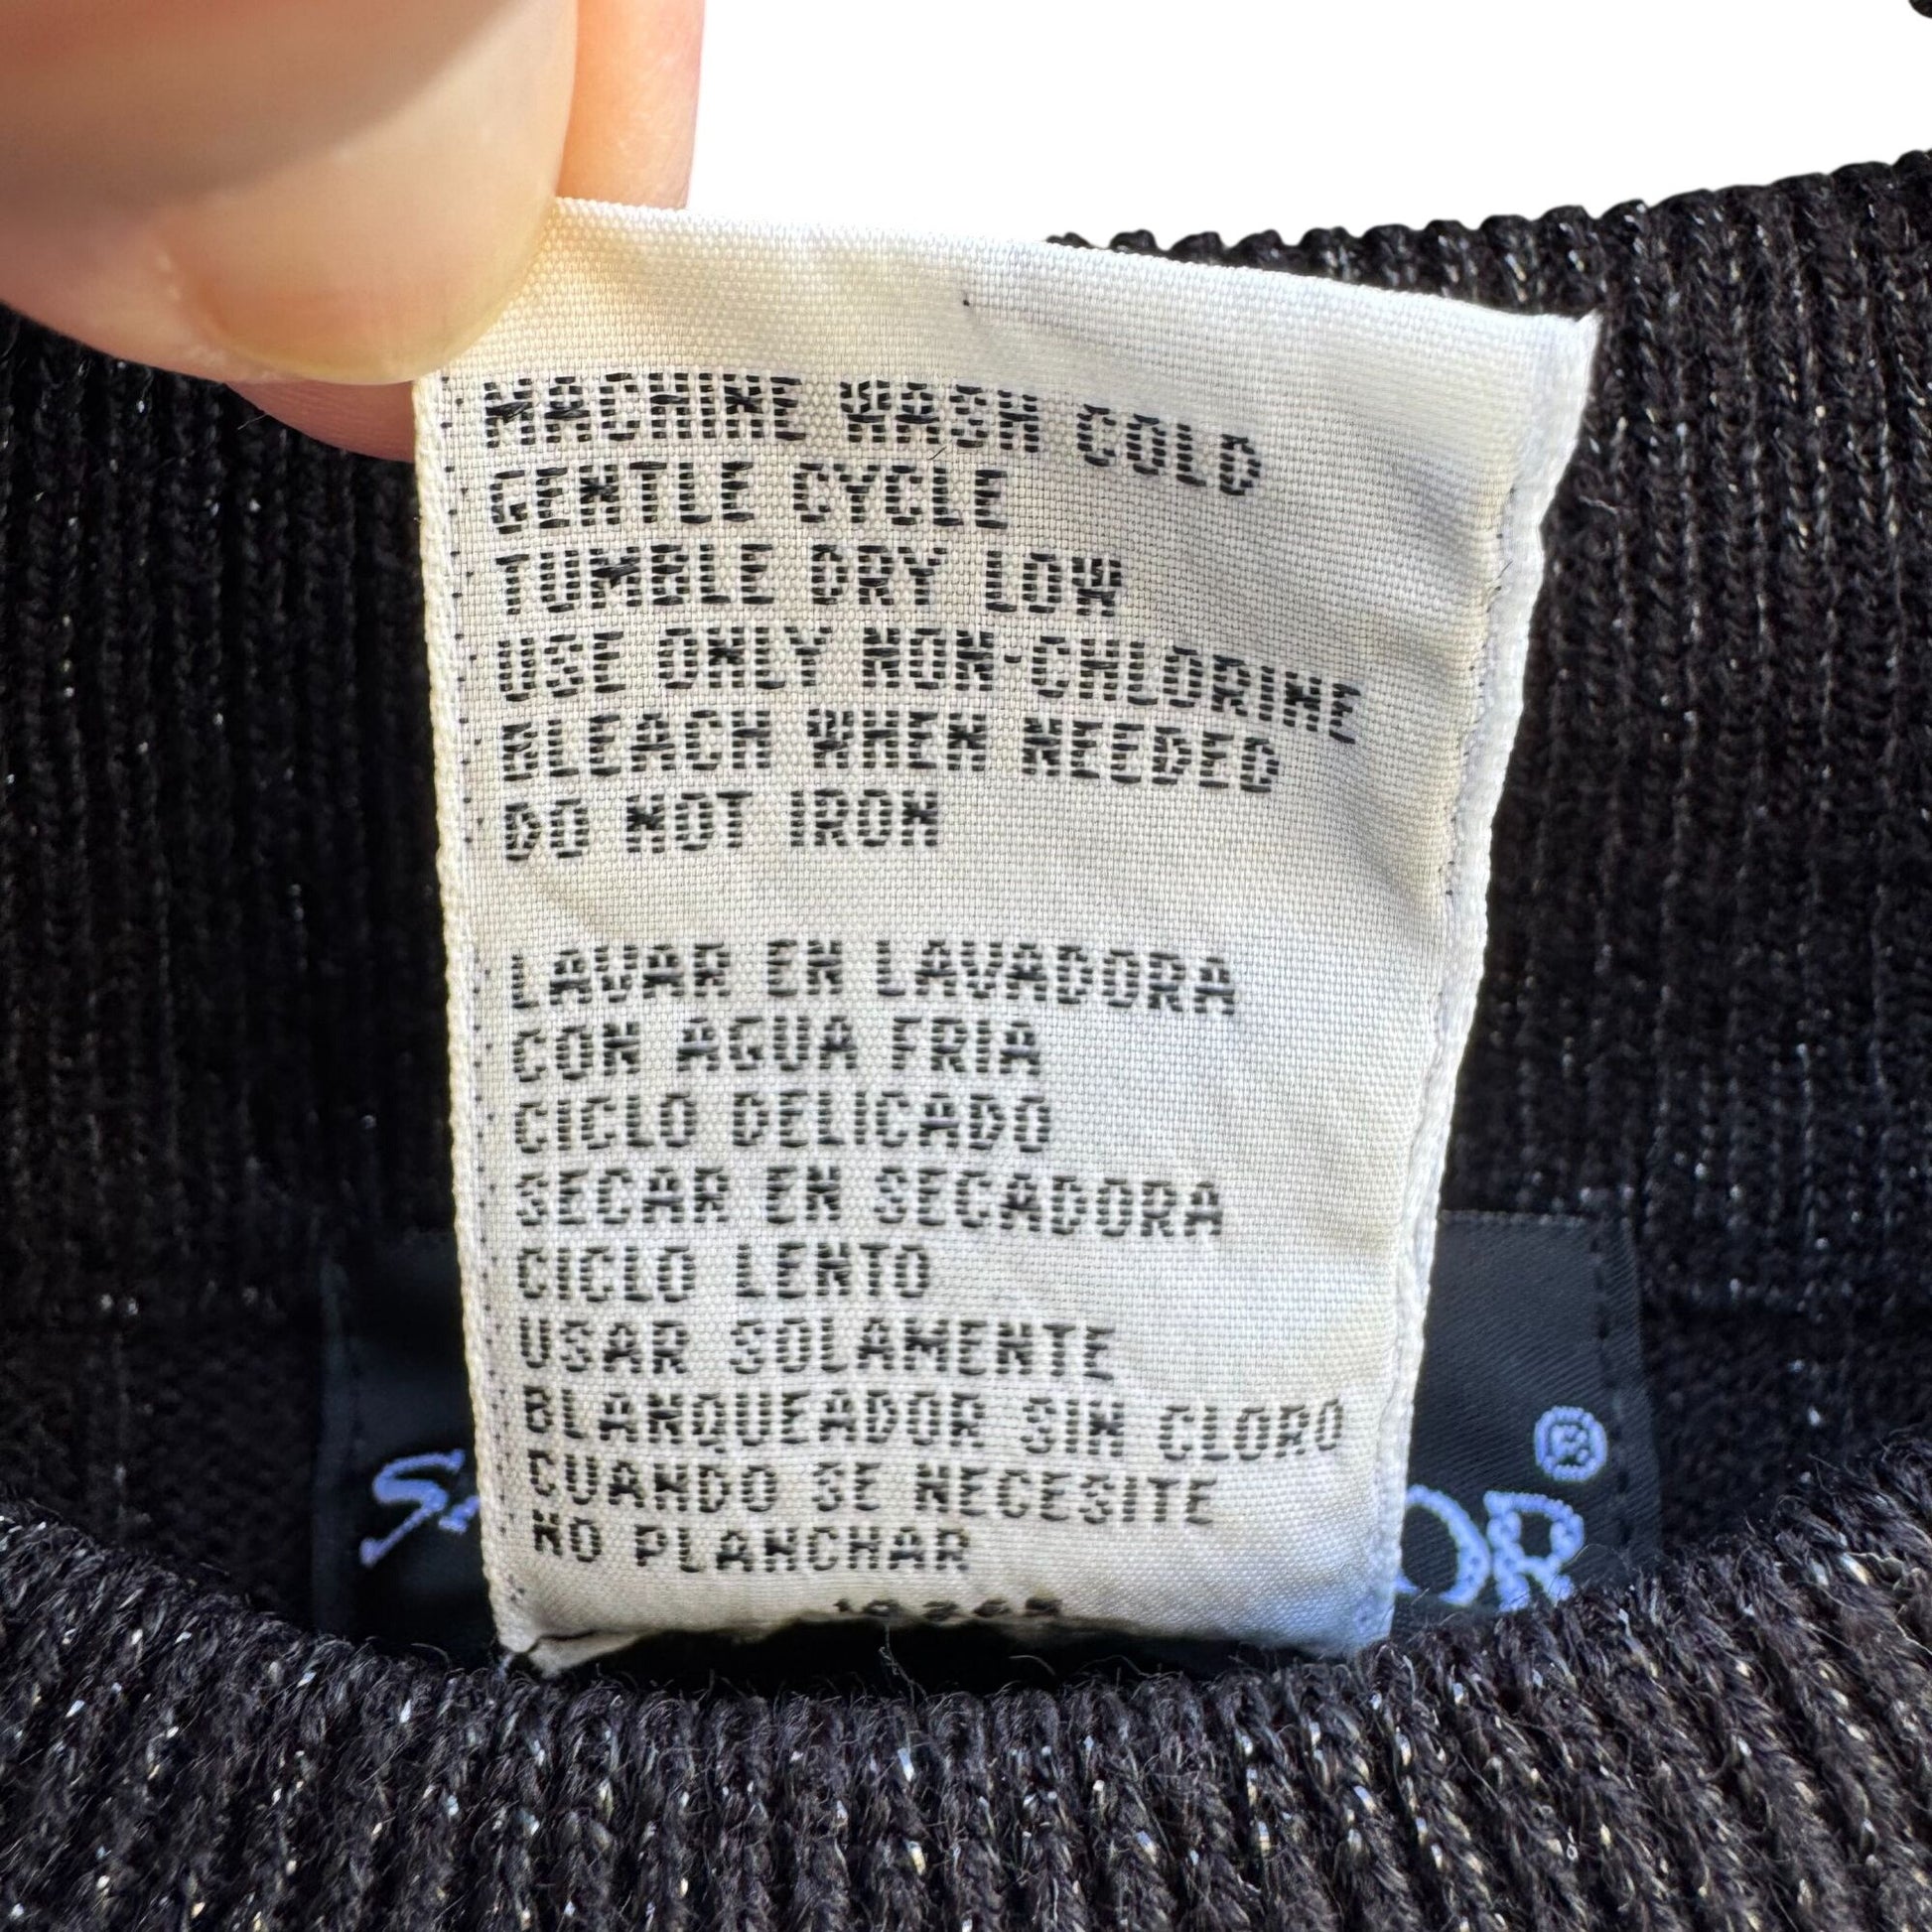 MACHINE WASH COLD
GENTLE CYCLE
TUMBLE DRY LOW
USE ONLY NON-CHLORINE
BLEACH WHEN NEEDED
DO NOT IRON
LAVAR EN LAVADORA
CON AGUA FRIA
CICLO DELICADO
SECAR EN SECADORA
CICLO LENTO
USAR SOLAMENTE
BLANQUEADOR SIN CLORO
CUANDO SE NECESITE
NO PLANCHAR